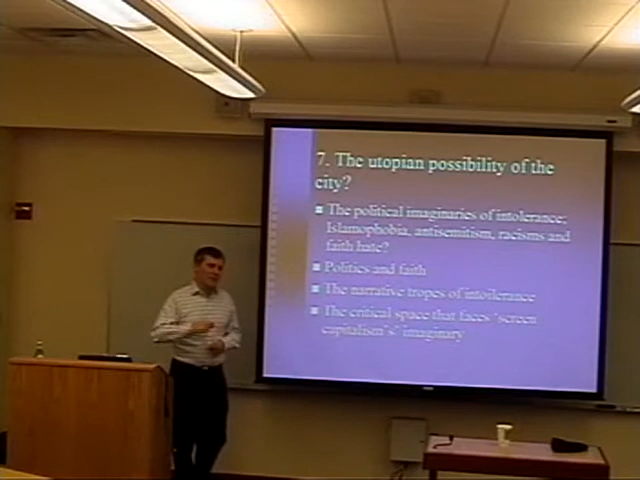 7. The utopian possibility of the
city?
The political imaginaries of intolerance;
Islamophobia, antisemitism, racisms and
faith hate?
Politics and faith
The narrative tropes of intoilerance
The critical space that faces 'screen
capitalism's' imaginary